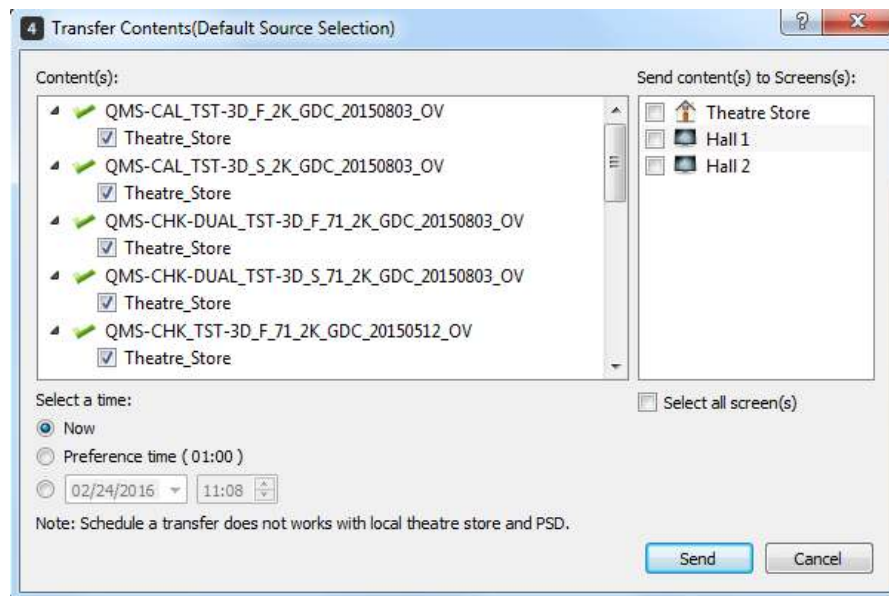 4 Transfer Contents(Default Source Selection)
Content(s):
QMS-CAL_TST-3D_F_2K_GDC_20150803_OV
Theatre_Store
QMS-CAL_TST-3D_S_2K_GDC_20150803_OV
Theatre_Store
QMS-CHK-DUAL_TST-3D_F_71_2K_GDC_20150803_OV
Theatre_Store
QMS-CHK-DUAL_TST-3D_S_71_2K_GDC_20150803_OV
Theatre_Store
QMS-CHK_TST-3D_F_71_2K_GDC_20150512_OV
Theatre_Store
Send content(s) to Screens(s):
Theatre Store
Hall 1
Hall 2
Select all screen(s)
Select a time:
Now
Preference time ( 01:00 )
02/24/2016 11:08
Note: Schedule a transfer does not works with local theatre store and PSD.
Send Cancel